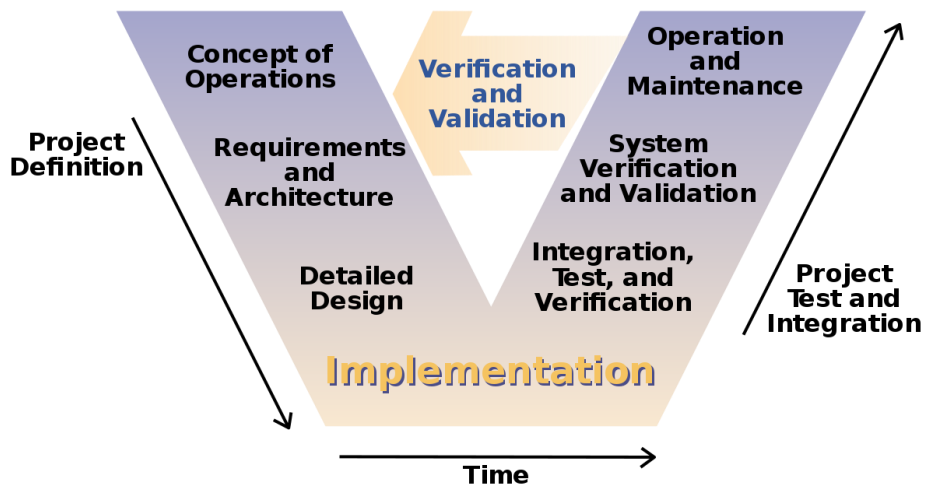 Concept of
Operations
Verification
and
Validation
Operation
and
Maintenance
Project
Definition
Requirements
and
Architecture
System
Verification
and Validation
Detailed
Design
Integration,
Test, and
Verification
Project
Test and
Integration
Implementation
Time